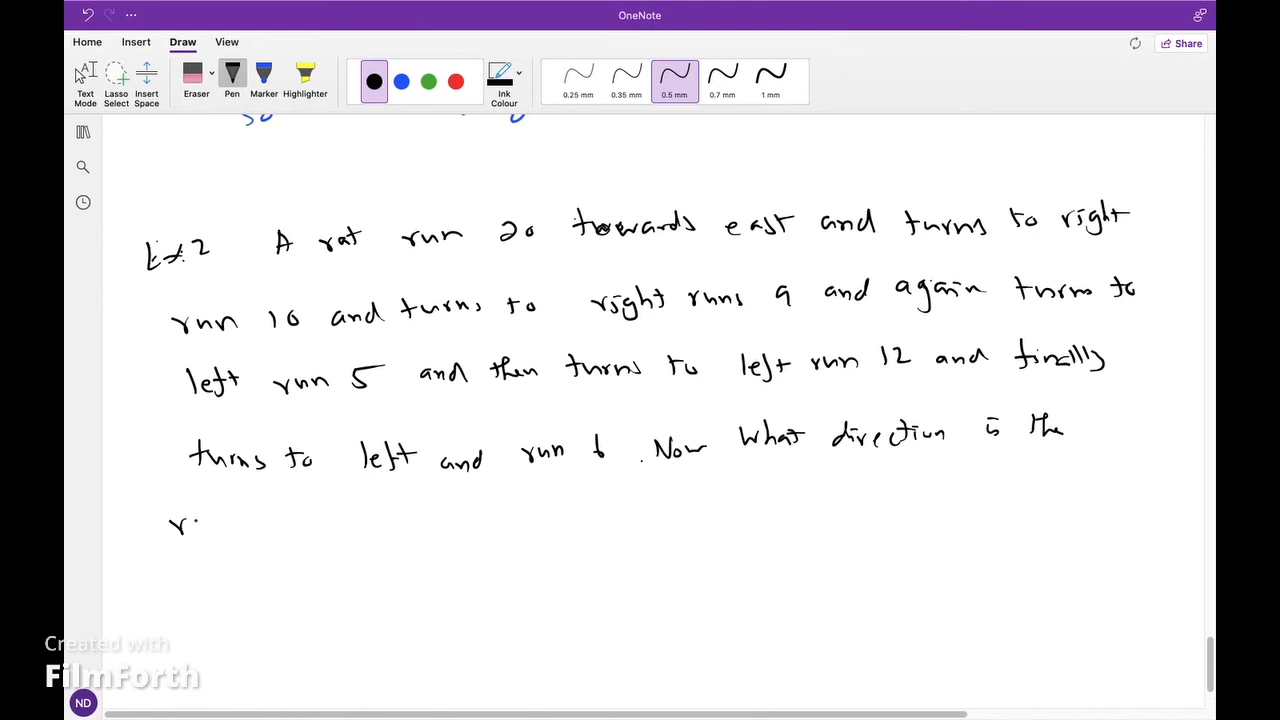 OneNote
Home Insert Draw View Share
Text Mode Lasso Select Insert Space Eraser Pen Marker Highlighter Ink Colour 0.25 mm 0.35 mm 0.5 mm 0.7 mm 1 mm
Ex.2 A rat run 20 towards east and turns to right
run 10 and turns to right runs 9 and again turns to
left run 5 and then turns to left run 12 and finally
turns to left and run 6. Now what direction is the
Created with
FilmForth
ND